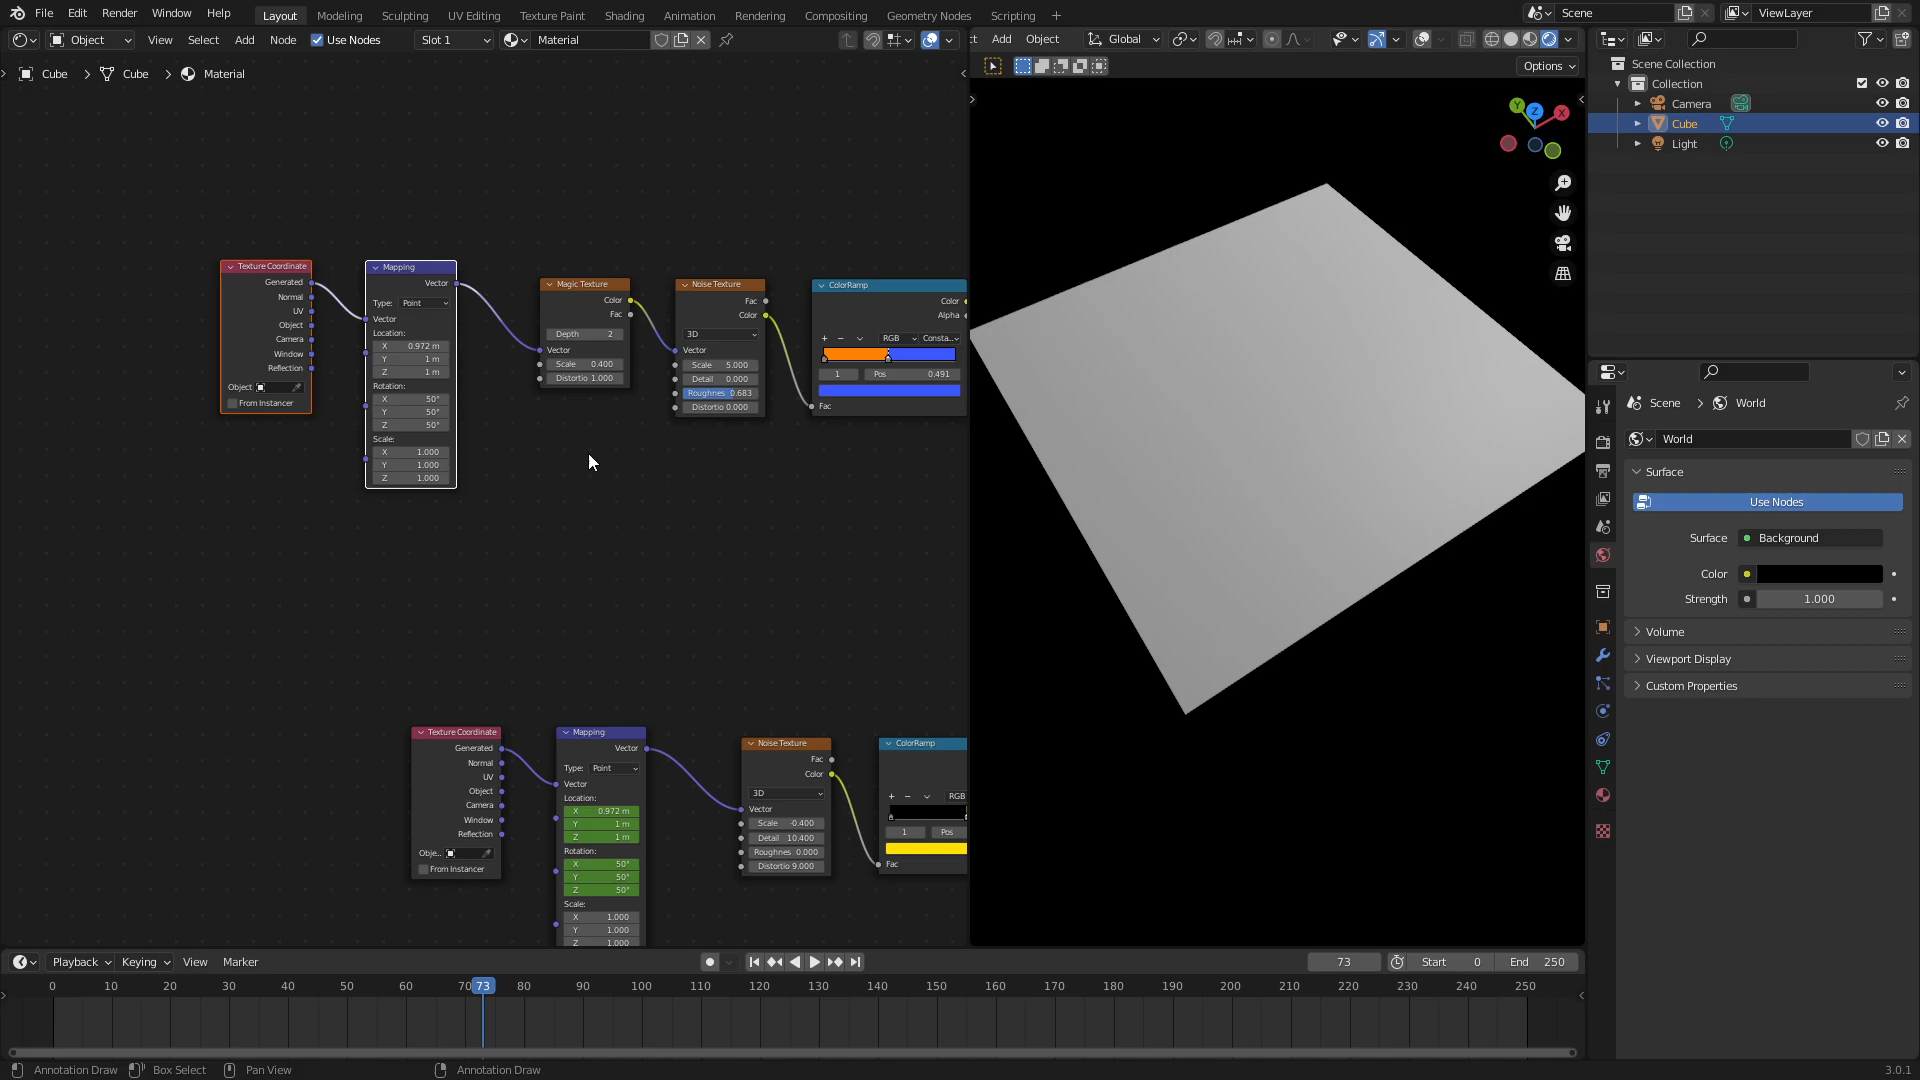 File Edit Render Window Help Layout Modeling Sculpting UV Editing Texture Paint Shading Animation Rendering Compositing Geometry Nodes Scripting + Scene ViewLayer
Object View Select Add Node Use Nodes Slot 1 Material
Add Object Global
Options
Cube Cube Material
Scene Collection
Collection
Camera
Cube
Light
Y Z X
Texture Coordinate
Generated
Normal
UV
Object
Camera
Window
Reflection
Object
From Instancer
Mapping
Vector
Type: Point
Vector
Location:
X 0.972 m
Y 1 m
Z 1 m
Rotation:
X 50°
Y 50°
Z 50°
Scale:
X 1.000
Y 1.000
Z 1.000
Magic Texture
Color
Fac
Depth 2
Vector
Scale 0.400
Distortio 1.000
Noise Texture
Fac
Color
3D
Vector
Scale 5.000
Detail 0.000
Roughnes 0.683
Distortio 0.000
ColorRamp
Color
Alpha
+ − RGB Consta..
1 Pos 0.491
Fac
Texture Coordinate
Generated
Normal
UV
Object
Camera
Window
Reflection
Obje..
From Instancer
Mapping
Vector
Type: Point
Vector
Location:
X 0.972 m
Y 1 m
Z 1 m
Rotation:
X 50°
Y 50°
Z 50°
Scale:
X 1.000
Y 1.000
Z 1.000
Noise Texture
Fac
Color
3D
Vector
Scale -0.400
Detail 10.400
Roughnes 0.000
Distortio 9.000
ColorRamp
+ − RGB
1 Pos
Fac
Scene World
World
Surface
Use Nodes
Surface Background
Color
Strength 1.000
Volume
Viewport Display
Custom Properties
Playback Keying View Marker 73 Start 0 End 250
0 10 20 30 40 50 60 70 73 80 90 100 110 120 130 140 150 160 170 180 190 200 210 220 230 240 250
Annotation Draw Box Select Pan View Annotation Draw 3.0.1